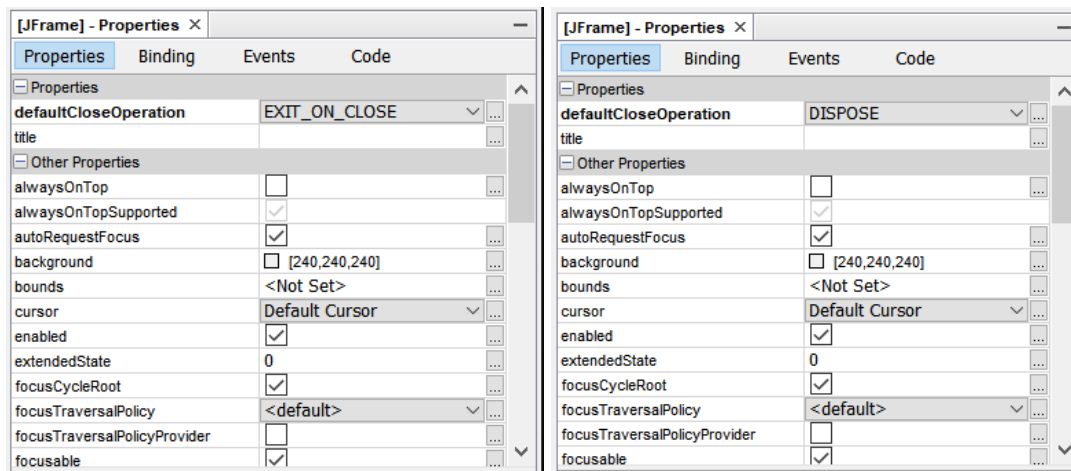 [JFrame] - Properties ×
Properties Binding Events Code
Properties
defaultCloseOperation EXIT_ON_CLOSE ...
title ...
Other Properties
alwaysOnTop ...
alwaysOnTopSupported
autoRequestFocus ...
background [240,240,240] ...
bounds <Not Set> ...
cursor Default Cursor ...
enabled ...
extendedState 0 ...
focusCycleRoot ...
focusTraversalPolicy <default> ...
focusTraversalPolicyProvider ...
focusable ...
[JFrame] - Properties ×
Properties Binding Events Code
Properties
defaultCloseOperation DISPOSE ...
title ...
Other Properties
alwaysOnTop ...
alwaysOnTopSupported
autoRequestFocus ...
background [240,240,240] ...
bounds <Not Set> ...
cursor Default Cursor ...
enabled ...
extendedState 0 ...
focusCycleRoot ...
focusTraversalPolicy <default> ...
focusTraversalPolicyProvider ...
focusable ...